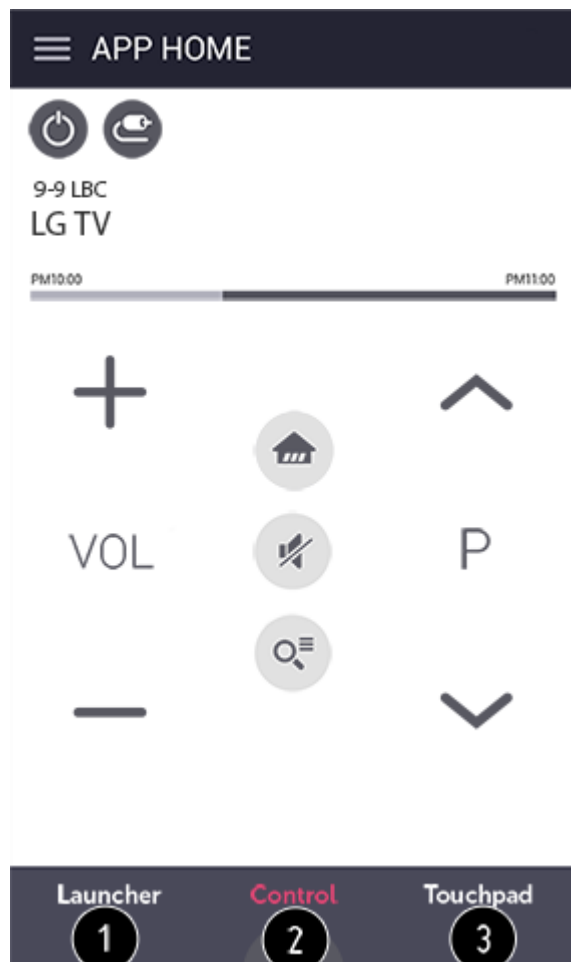 APP HOME
9-9 LBC
LG TV
PM10:00 PM11:00
VOL P
Launcher Control Touchpad
1 2 3